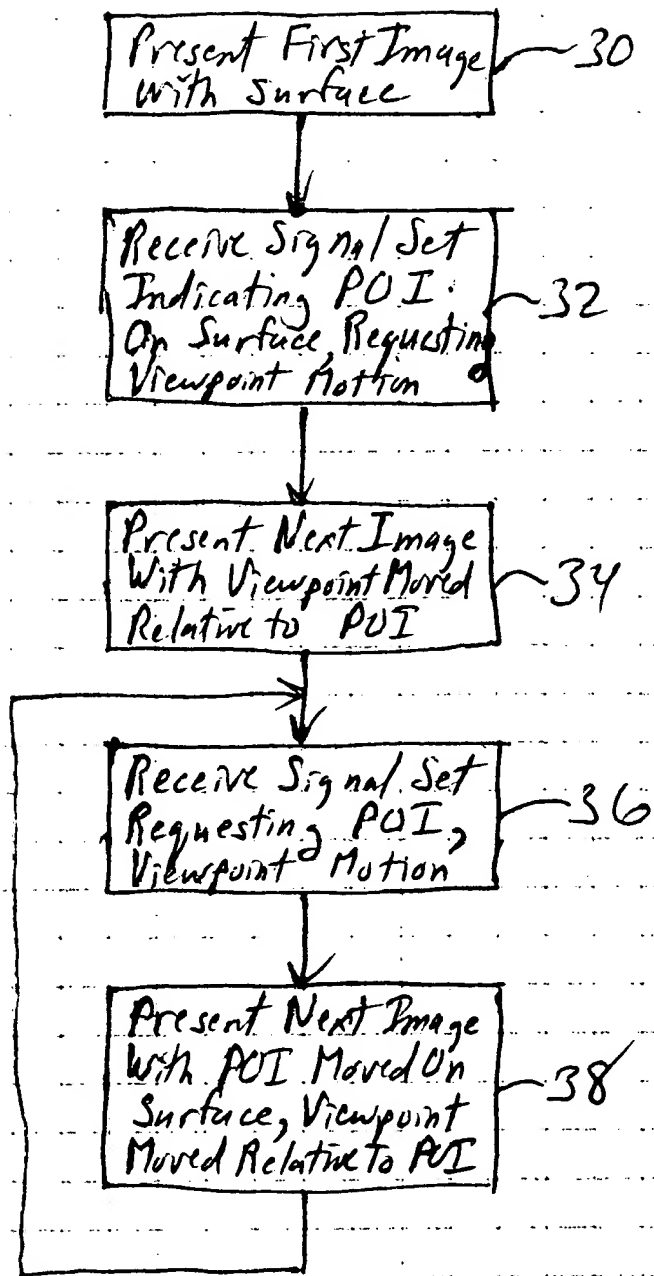 Present First Image
With Surface
30
Receive Signal Set
Indicating POI
On Surface, Requesting
Viewpoint Motion
32
Present Next Image
With Viewpoint Moved
Relative to POI
34
Receive Signal Set
Requesting POI,
Viewpoint Motion
36
Present Next Image
With POI Moved On
Surface, Viewpoint
Moved Relative to POI
38